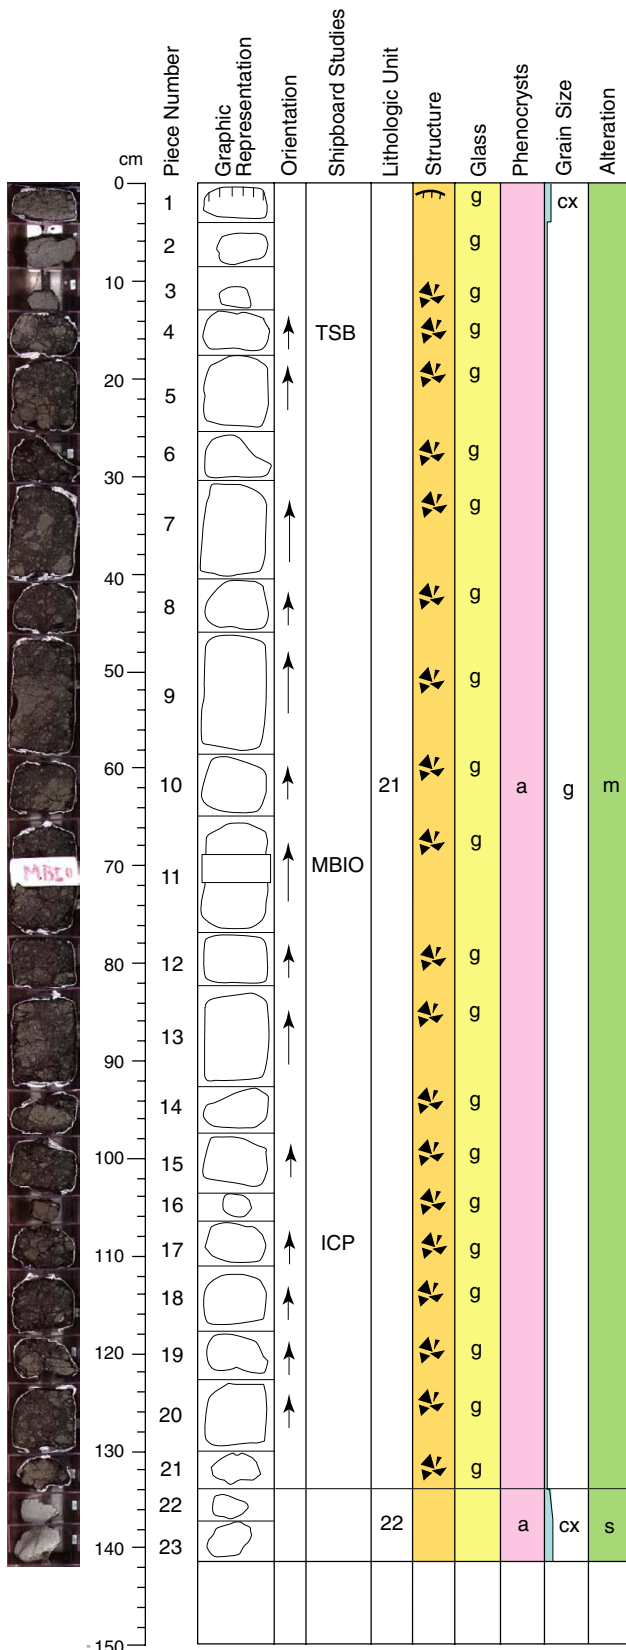 cm
Piece Number
Graphic
Representation
Orientation
Shipboard Studies
Lithologic Unit
Structure
Glass
Phenocrysts
Grain Size
Alteration
0
1 g cx
2 g
10
3 g
4 TSB g
20
5 g
6 g
30
7 g
40
8 g
50
9 g
60
10 21 g a g m
70
11 MBIO g
MBIO
80
12 g
13 g
90
14 g
100
15 g
16 g
110
17 ICP g
18 g
120
19 g
20 g
130
21 g
22
22 a cx s
140
23
150